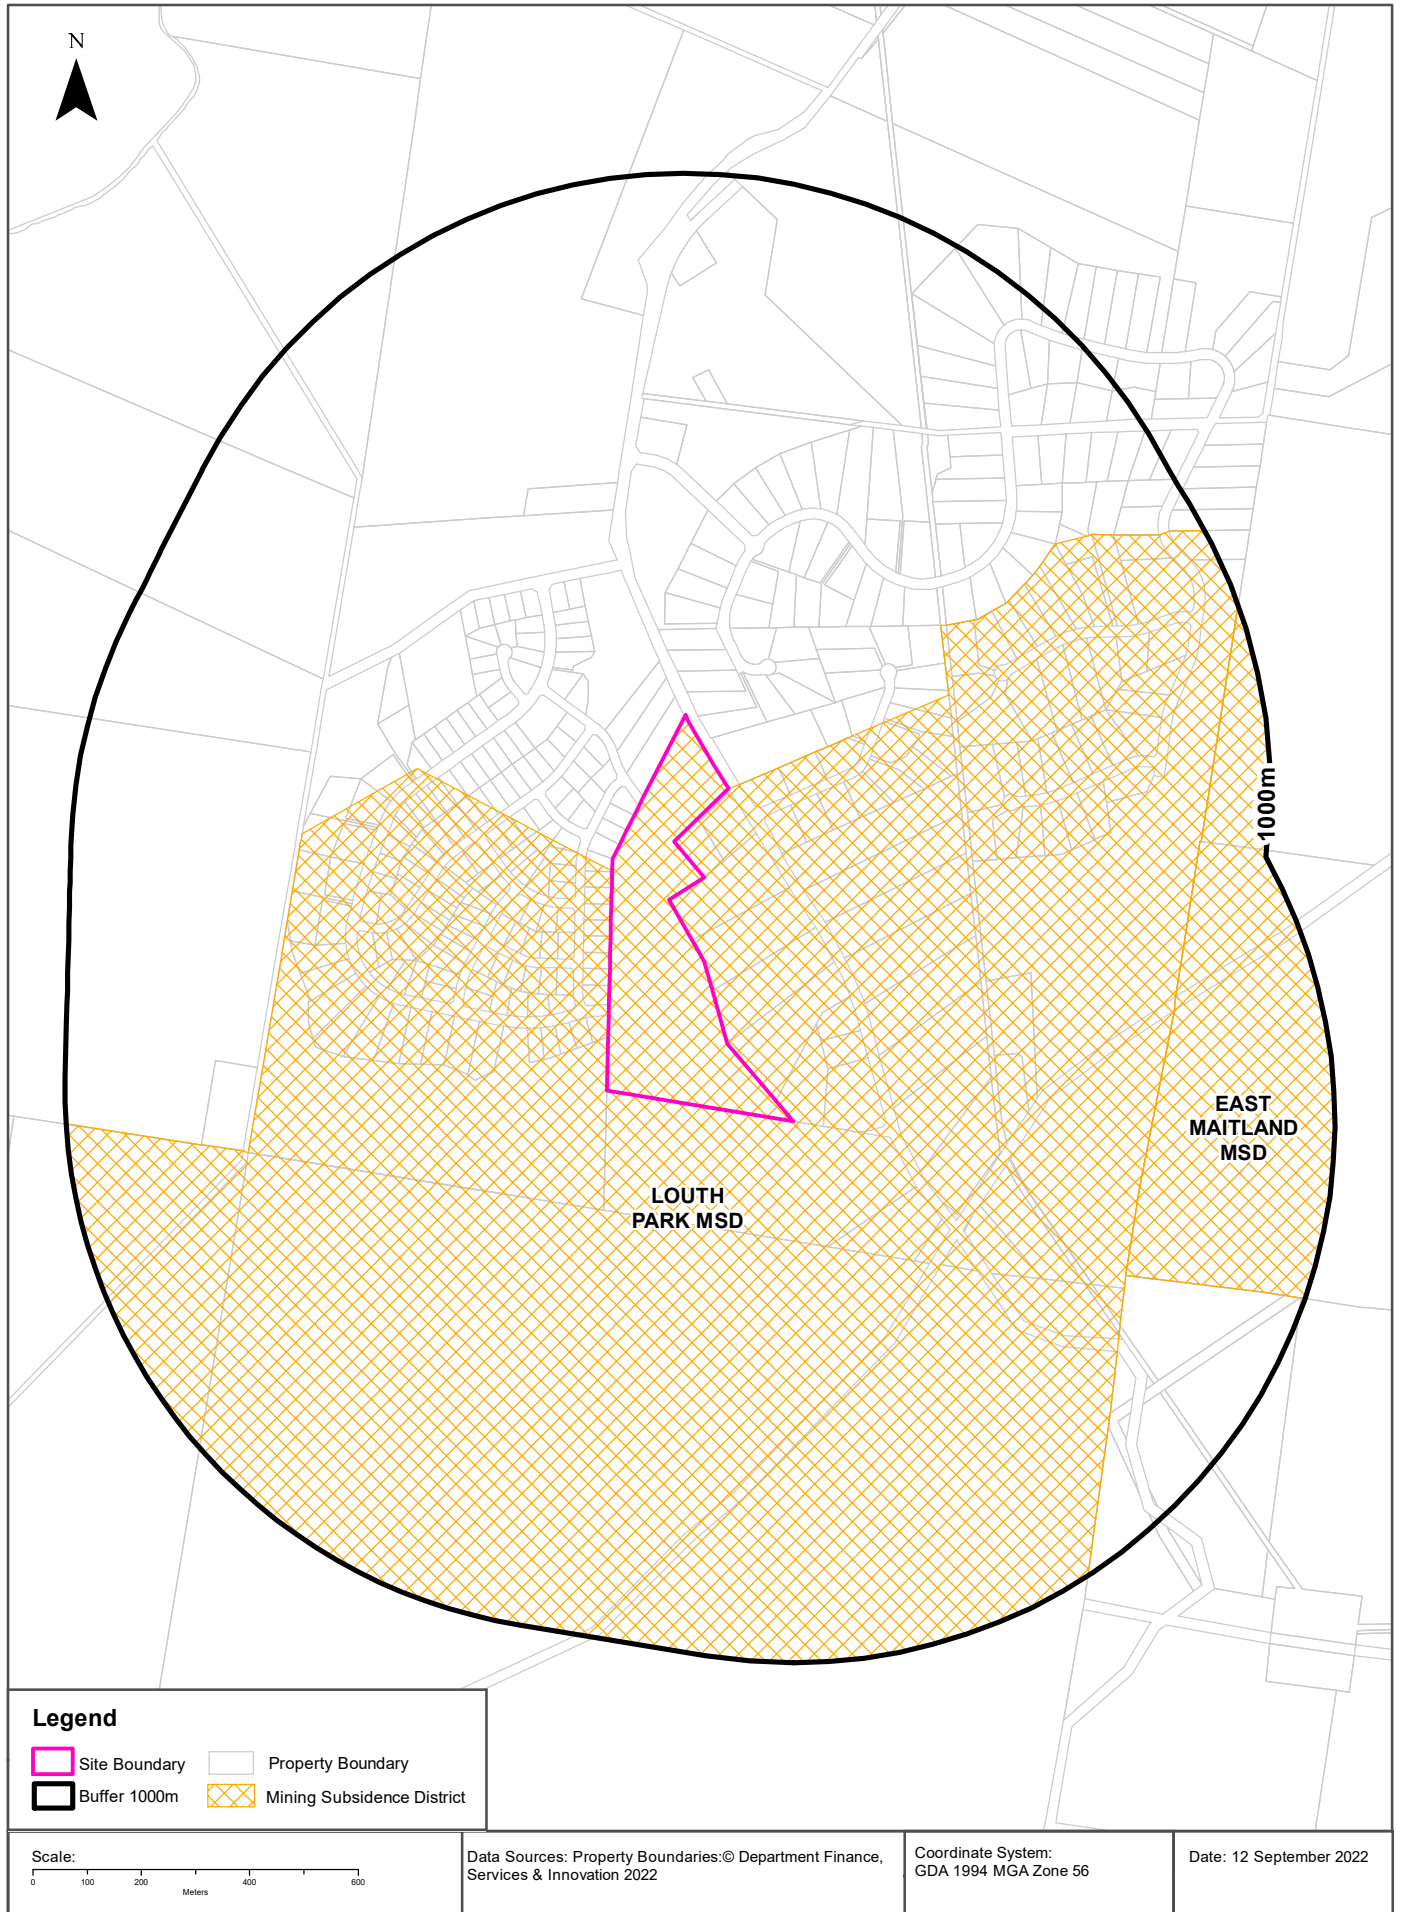 N
1000m
EAST
MAITLAND
MSD
LOUTH
PARK MSD
Legend
Site Boundary
Property Boundary
Buffer 1000m
Mining Subsidence District
Scale:
0 100 200 400 600
Meters
Data Sources: Property Boundaries:© Department Finance,
Services & Innovation 2022
Coordinate System:
GDA 1994 MGA Zone 56
Date: 12 September 2022